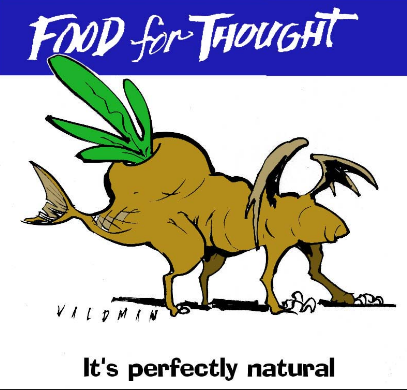 FOOD for THOUGHT
VALDMAN
It's perfectly natural